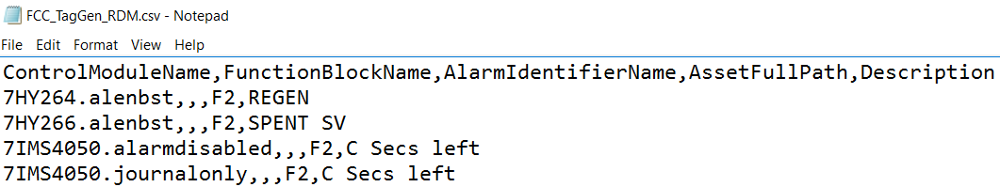 FCC_TagGen_RDM.csv - Notepad
File Edit Format View Help
ControlModuleName,FunctionBlockName,AlarmIdentifierName,AssetFullPath,Description
7HY264.alenbst,,,F2,REGEN
7HY266.alenbst,,,F2,SPENT SV
7IMS4050.alarmdisabled,,,F2,C Secs left
7IMS4050.journalonly,,,F2,C Secs left